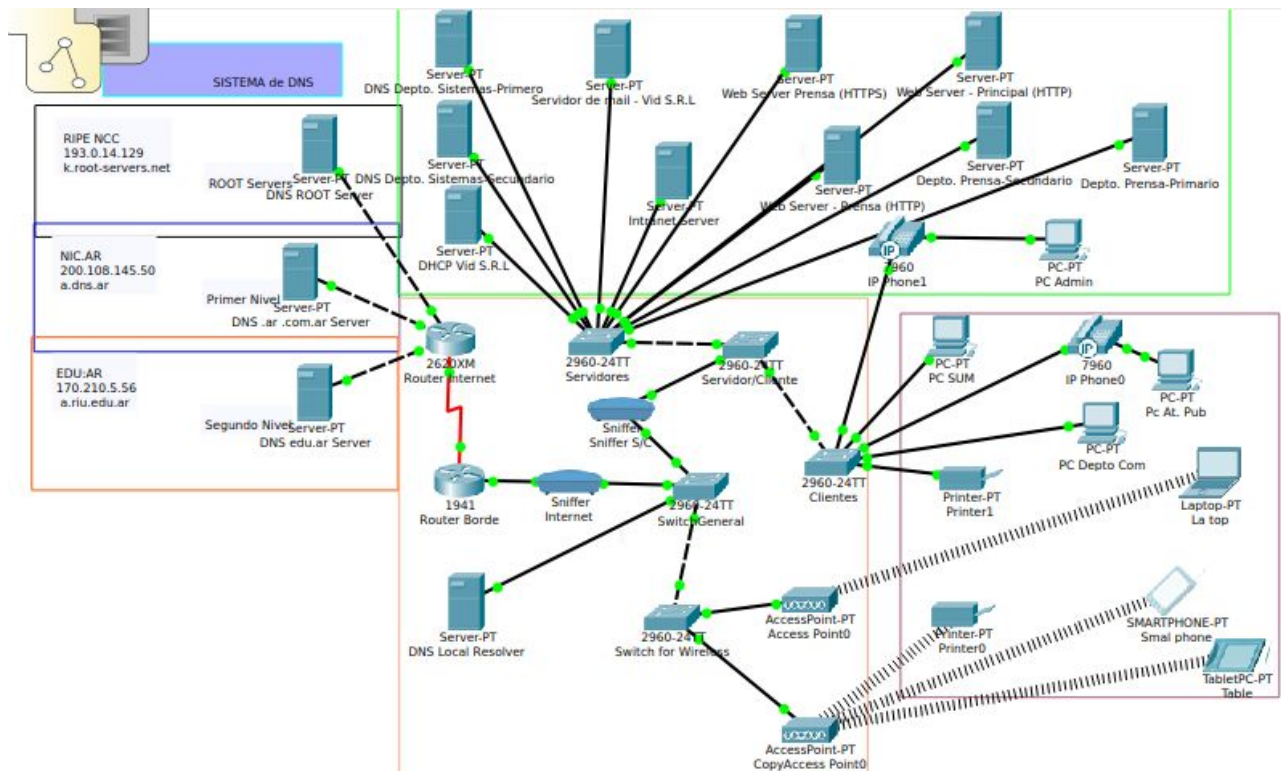 SISTEMA de DNS
RIPE NCC
193.0.14.129
k.root-servers.net
ROOT Servers
Server-PT
DNS ROOT Server
NIC.AR
200.108.145.50
a.dns.ar
Primer Nivel
Server-PT
DNS .ar .com.ar Server
EDU:AR
170.210.5.56
a.riu.edu.ar
Segundo Nivel
Server-PT
DNS edu.ar Server
Server-PT
DNS Depto. Sistemas-Primero
Server-PT
Servidor de mail - Vid S.R.L
Server-PT
Web Server Prensa (HTTPS)
Server-PT
Web Server - Principal (HTTP)
Server-PT
DNS Depto. Sistemas-Secundario
Server-PT
Intranet Server
Server-PT
Web Server - Prensa (HTTP)
Server-PT
Depto. Prensa-Secundario
Server-PT
Depto. Prensa-Primario
Server-PT
DHCP Vid S.R.L
IP
7960
IP Phone1
PC-PT
PC Admin
2620XM
Router Internet
2960-24TT
Servidores
2960-24TT
Servidor/Cliente
PC-PT
PC SUM
IP
7960
IP Phone0
PC-PT
Pc At. Pub
Sniffer
Sniffer S/C
PC-PT
PC Depto Com
2960-24TT
Clientes
Printer-PT
Printer1
Laptop-PT
La top
1941
Router Borde
Sniffer
Internet
2960-24TT
SwitchGeneral
Server-PT
DNS Local Resolver
2960-24TT
Switch for Wireless
AccessPoint-PT
Access Point0
Printer-PT
Printer0
SMARTPHONE-PT
Smal phone
TabletPC-PT
Table
AccessPoint-PT
CopyAccess Point0